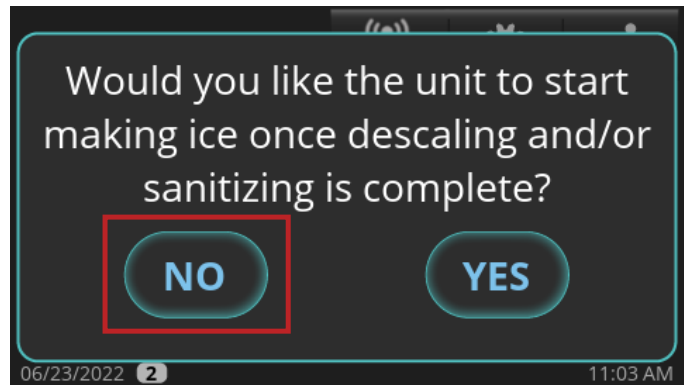 Would you like the unit to start
making ice once descaling and/or
sanitizing is complete?
NO YES
06/23/2022 2 11:03 AM